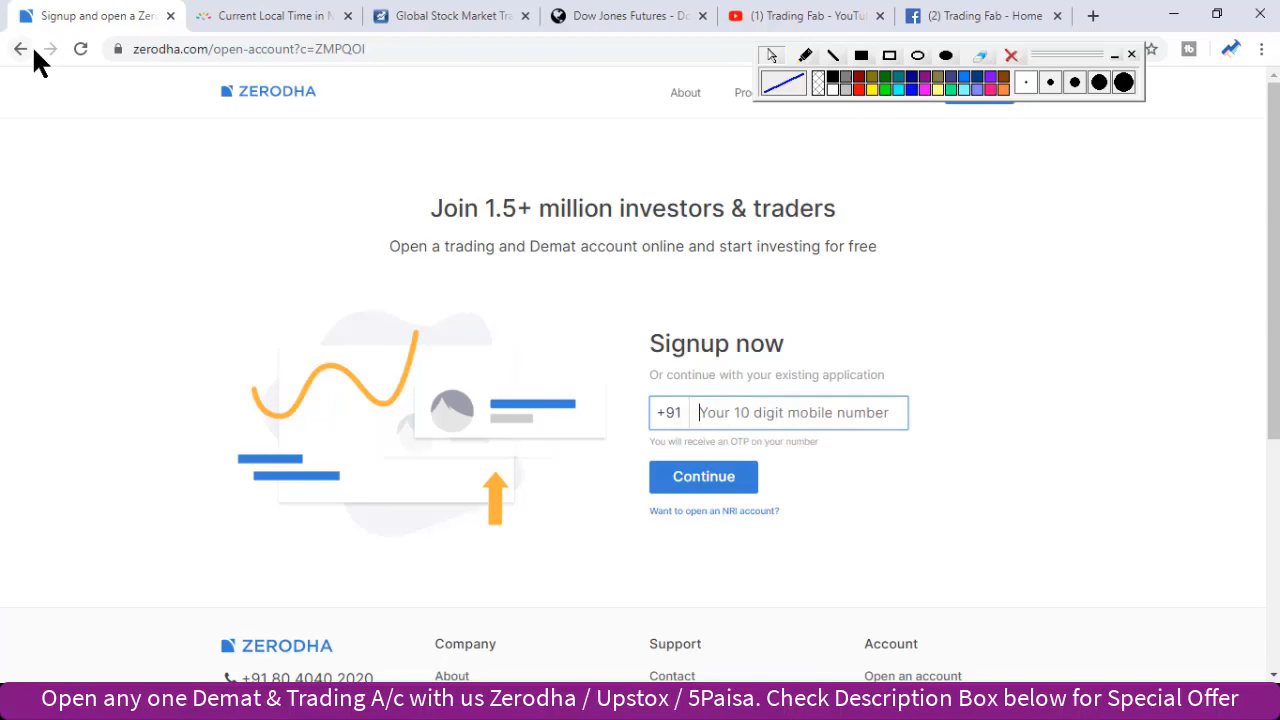 Signup and open a Zero
Current Local Time in N
Global Stock Market Tra
Dow Jones Futures - Do
(1) Trading Fab - YouTu
(2) Trading Fab - Home
zerodha.com/open-account?c=ZMPQOI
ZERODHA
About
Pro
Join 1.5+ million investors & traders
Open a trading and Demat account online and start investing for free
Signup now
Or continue with your existing application
+91 Your 10 digit mobile number
You will receive an OTP on your number
Continue
Want to open an NRI account?
ZERODHA
Company
Support
Account
+91 80 4040 2020
About
Contact
Open an account
Open any one Demat & Trading A/c with us Zerodha / Upstox / 5Paisa. Check Description Box below for Special Offer